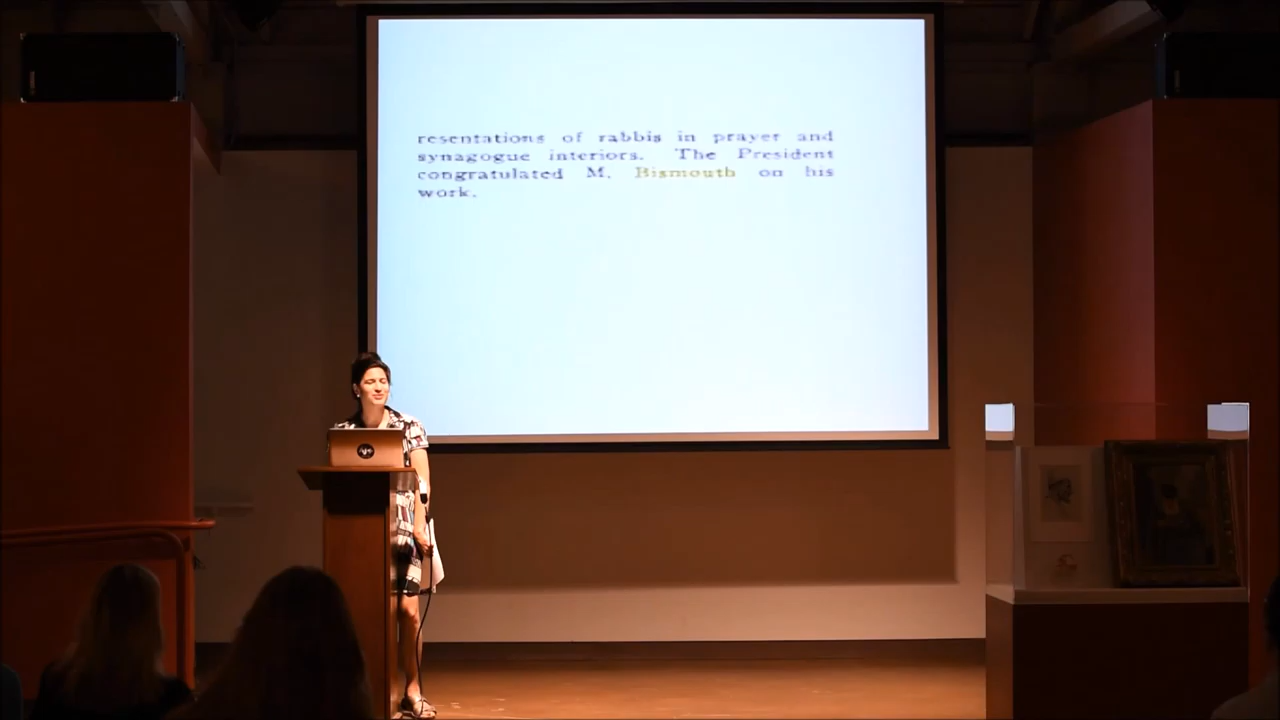 resentations of rabbis in prayer and
synagogue interiors. The President
congratulated M. Bismouth on his
work.